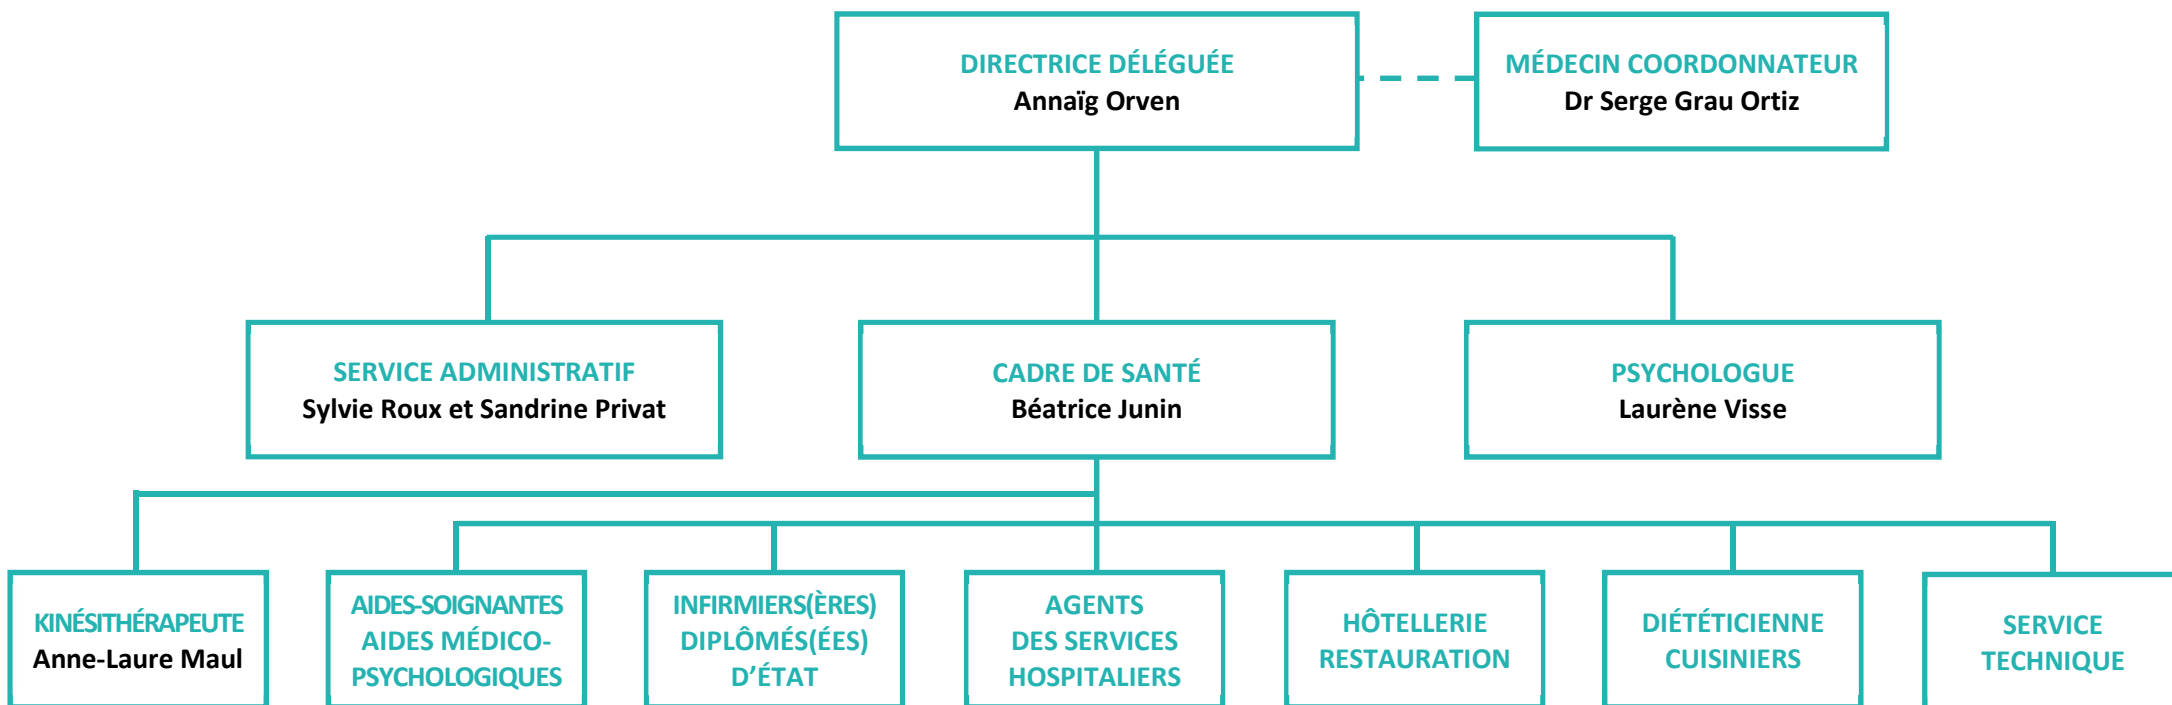 DIRECTRICE DÉLÉGUÉE
Annaïg Orven
MÉDECIN COORDONNATEUR
Dr Serge Grau Ortiz
SERVICE ADMINISTRATIF
Sylvie Roux et Sandrine Privat
CADRE DE SANTÉ
Béatrice Junin
PSYCHOLOGUE
Laurène Visse
KINÉSITHÉRAPEUTE
Anne-Laure Maul
AIDES-SOIGNANTES
AIDES MÉDICO-
PSYCHOLOGIQUES
INFIRMIERS(ÈRES)
DIPLÔMÉS(ÉES)
D’ÉTAT
AGENTS
DES SERVICES
HOSPITALIERS
HÔTELLERIE
RESTAURATION
DIÉTÉTICIENNE
CUISINIERS
SERVICE
TECHNIQUE